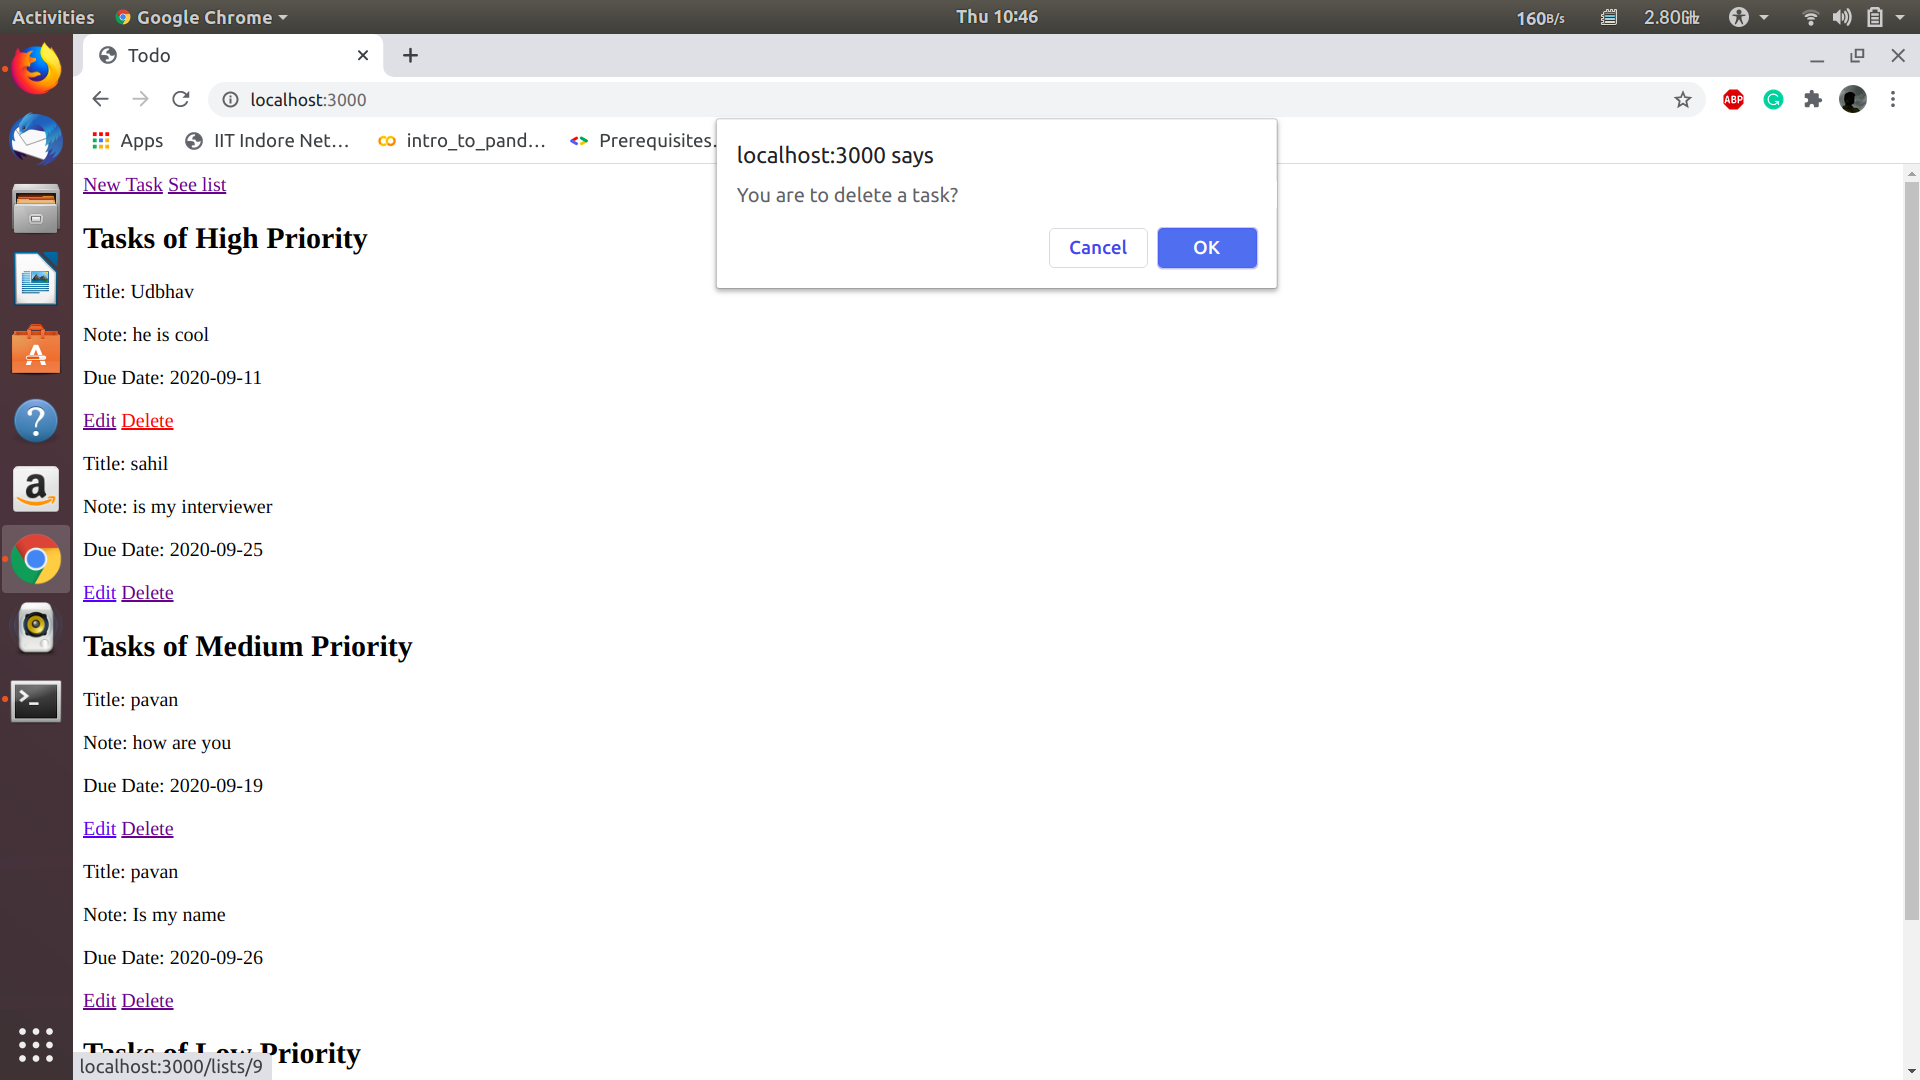 Activities Google Chrome Thu 10:46 160B/s 2.80GHz
Todo
localhost:3000 ABP
Apps IIT Indore Net... intro_to_pand... Prerequisites.
localhost:3000 says
You are to delete a task?
Cancel OK
New Task See list
Tasks of High Priority
Title: Udbhav
Note: he is cool
Due Date: 2020-09-11
Edit Delete
Title: sahil
Note: is my interviewer
Due Date: 2020-09-25
Edit Delete
Tasks of Medium Priority
Title: pavan
Note: how are you
Due Date: 2020-09-19
Edit Delete
Title: pavan
Note: Is my name
Due Date: 2020-09-26
Edit Delete
Tasks of Low Priority
localhost:3000/lists/9